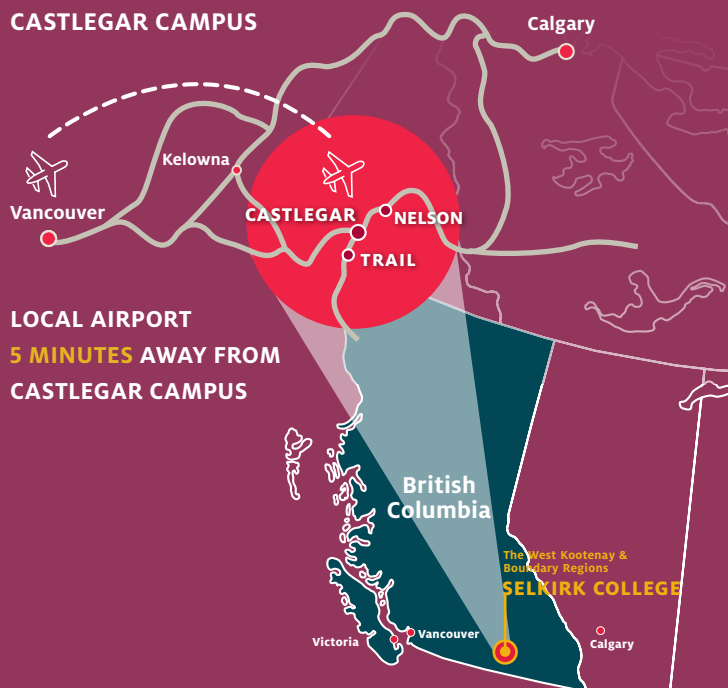 CASTLEGAR CAMPUS
Calgary
Kelowna
Vancouver
CASTLEGAR
NELSON
TRAIL
LOCAL AIRPORT
5 MINUTES AWAY FROM
CASTLEGAR CAMPUS
British
Columbia
The West Kootenay &
Boundary Regions
SELKIRK COLLEGE
Victoria
Vancouver
Calgary